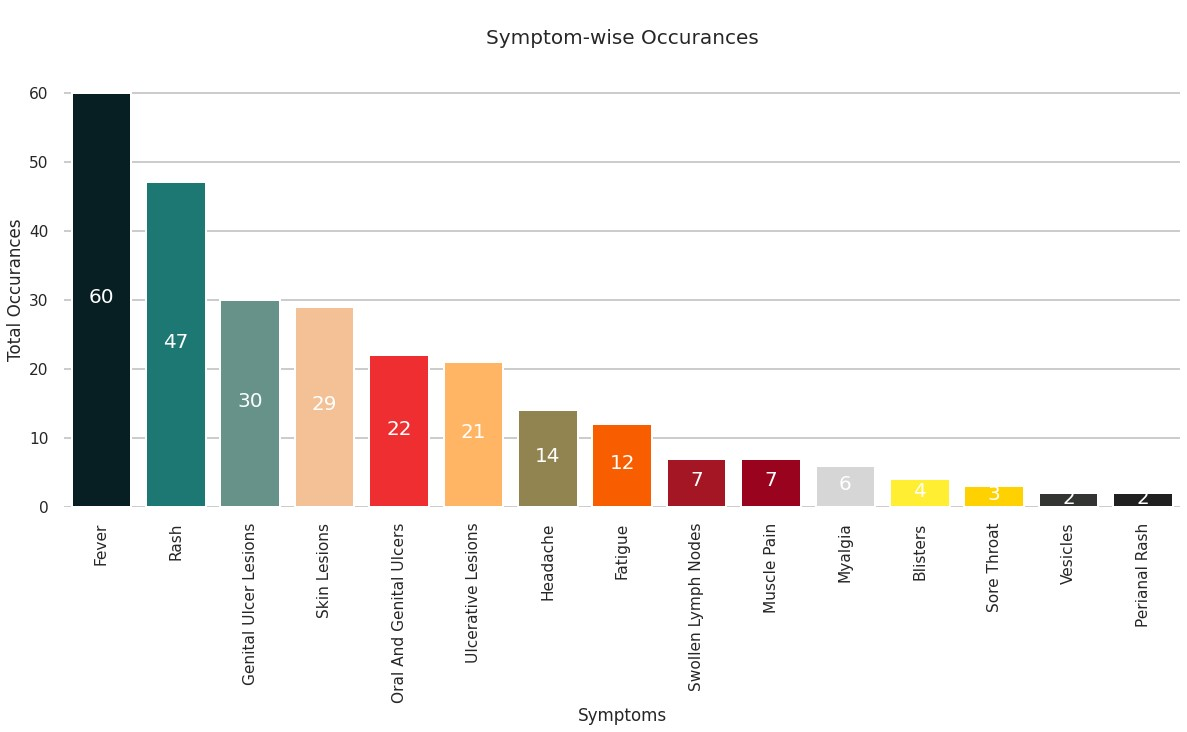 Symptom-wise Occurances
Total Occurances
60
50
40
30
20
10
0
60
47
30
29
22
21
14
12
7
7
6
4
3
2
2
Fever
Rash
Genital Ulcer Lesions
Skin Lesions
Oral And Genital Ulcers
Ulcerative Lesions
Headache
Fatigue
Swollen Lymph Nodes
Muscle Pain
Myalgia
Blisters
Sore Throat
Vesicles
Perianal Rash
Symptoms